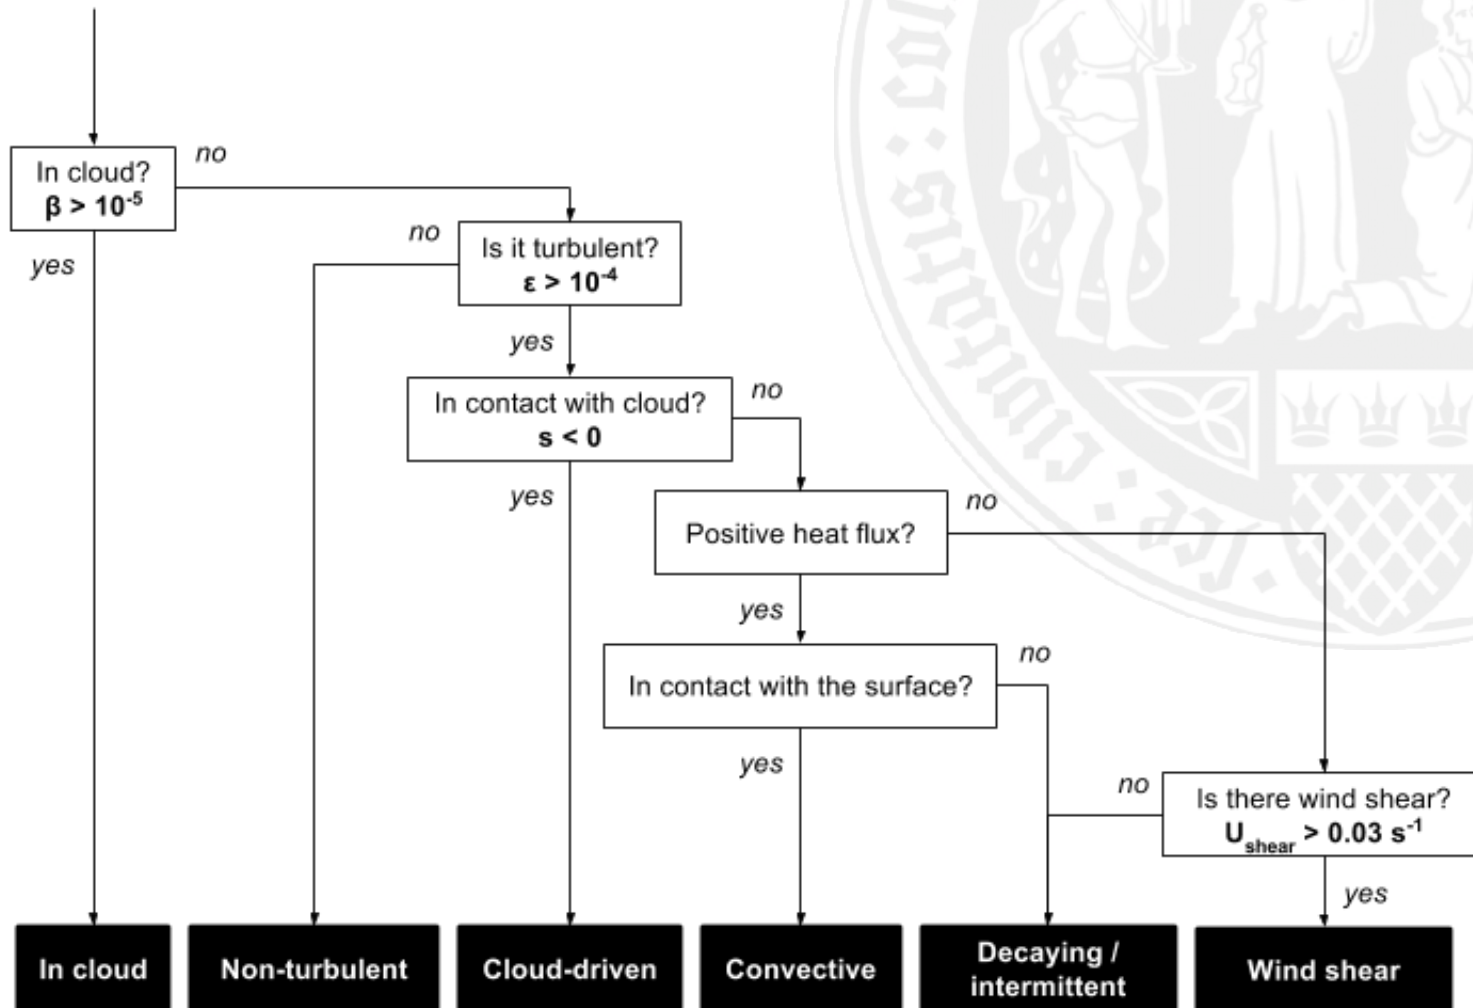 In cloud?
β > 10⁻⁵
no
yes
Is it turbulent?
ε > 10⁻⁴
no
yes
In contact with cloud?
s < 0
no
yes
Positive heat flux?
no
yes
In contact with the surface?
no
yes
Is there wind shear?
U_shear > 0.03 s⁻¹
no
yes
In cloud
Non-turbulent
Cloud-driven
Convective
Decaying /
intermittent
Wind shear